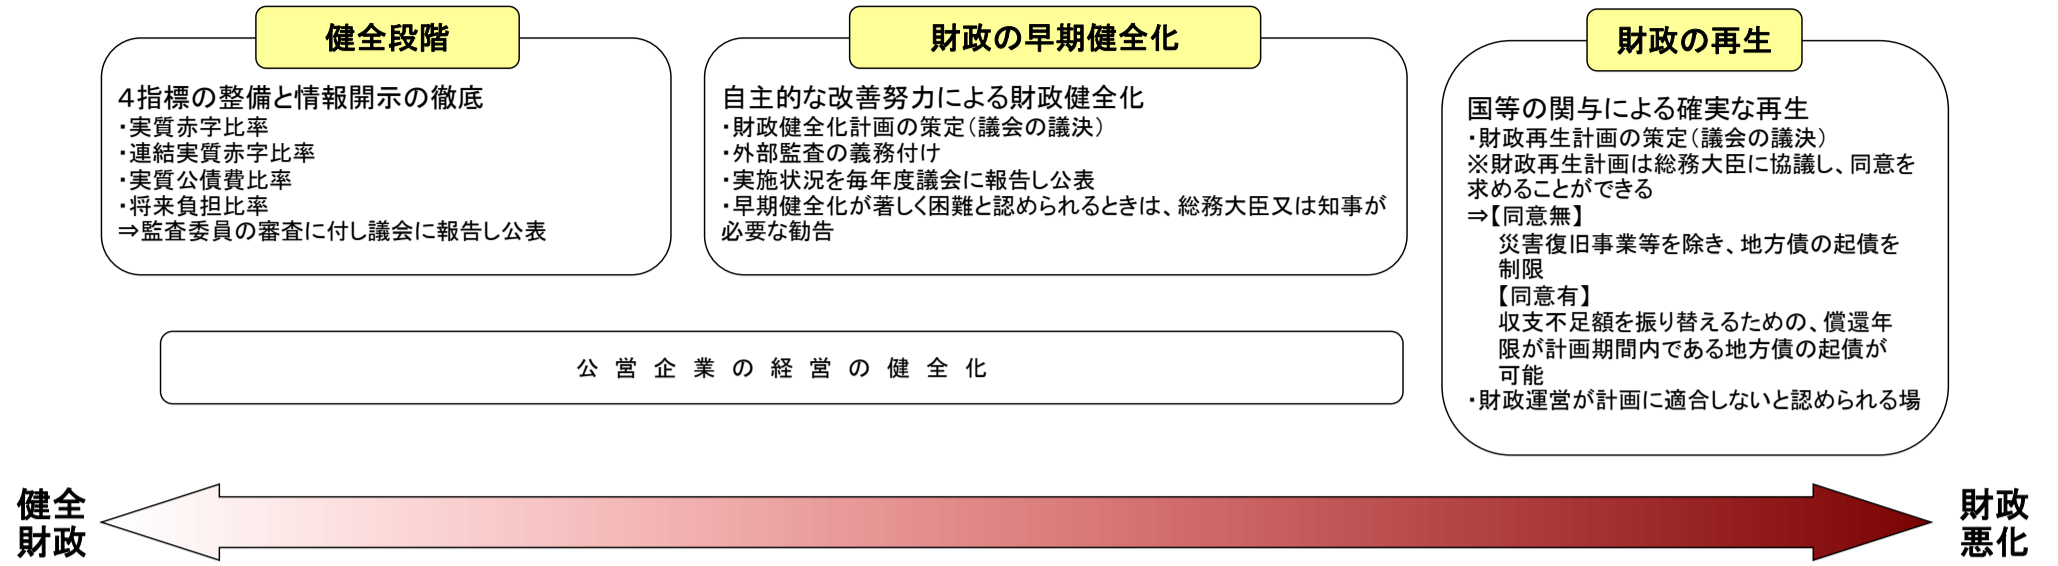 健全段階
４指標の整備と情報開示の徹底
・実質赤字比率
・連結実質赤字比率
・実質公債費比率
・将来負担比率
⇒監査委員の審査に付し議会に報告し公表
財政の早期健全化
自主的な改善努力による財政健全化
・財政健全化計画の策定（議会の議決）
・外部監査の義務付け
・実施状況を毎年度議会に報告し公表
・早期健全化が著しく困難と認められるときは、総務大臣又は知事が
必要な勧告
財政の再生
国等の関与による確実な再生
・財政再生計画の策定（議会の議決）
※財政再生計画は総務大臣に協議し、同意を
求めることができる
⇒【同意無】
災害復旧事業等を除き、地方債の起債を
制限
【同意有】
収支不足額を振り替えるための、償還年
限が計画期間内である地方債の起債が
可能
・財政運営が計画に適合しないと認められる場
公営企業の経営の健全化
健全
財政
財政
悪化